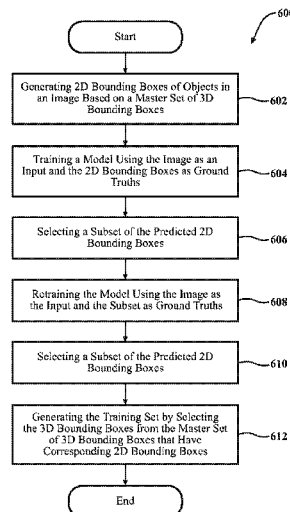 600
Start
Generating 2D Bounding Boxes of Objects in
an Image Based on a Master Set of 3D
Bounding Boxes
602
Training a Model Using the Image as an
Input and the 2D Bounding Boxes as Ground
Truths
604
Selecting a Subset of the Predicted 2D
Bounding Boxes
606
Retraining the Model Using the Image as
the Input and the Subset as Ground Truths
608
Selecting a Subset of the Predicted 2D
Bounding Boxes
610
Generating the Training Set by Selecting
the 3D Bounding Boxes from the Master Set
of 3D Bounding Boxes that Have
Corresponding 2D Bounding Boxes
612
End